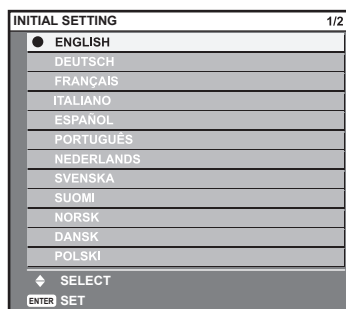 INITIAL SETTING 1/2
ENGLISH
DEUTSCH
FRANÇAIS
ITALIANO
ESPAÑOL
PORTUGUÊS
NEDERLANDS
SVENSKA
SUOMI
NORSK
DANSK
POLSKI
SELECT
ENTER SET